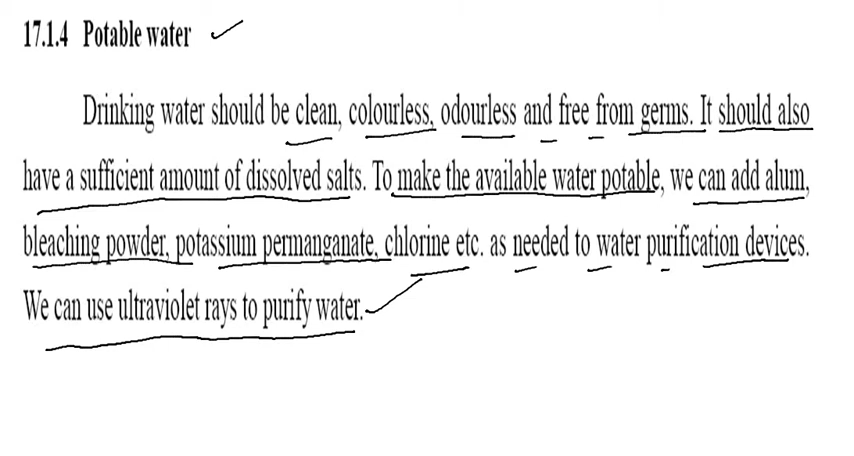 17.1.4 Potable water
Drinking water should be clean, colourless, odourless and free from germs. It should also
have a sufficient amount of dissolved salts. To make the available water potable, we can add alum,
bleaching powder, potassium permanganate, chlorine etc. as needed to water purification devices.
We can use ultraviolet rays to purify water.